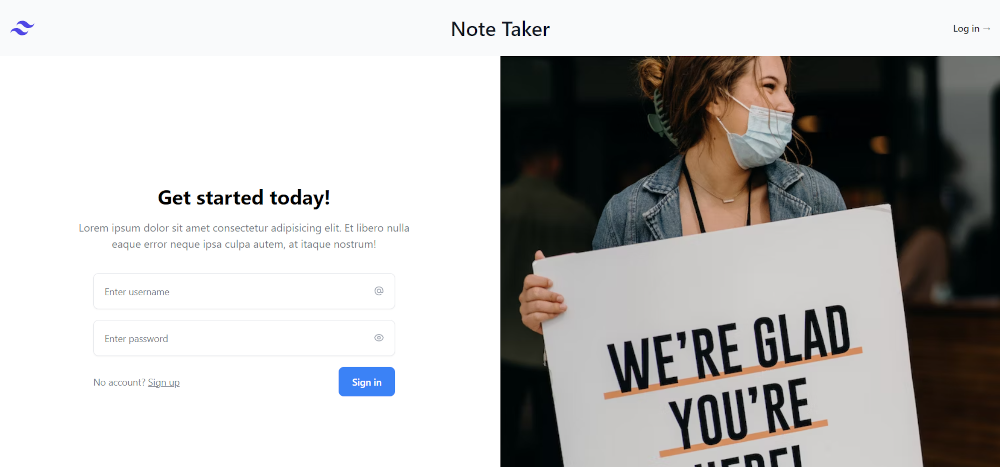 Note Taker
Log in →
Get started today!
Lorem ipsum dolor sit amet consectetur adipisicing elit. Et libero nulla
eaque error neque ipsa culpa autem, at itaque nostrum!
Enter username
@
Enter password
No account? Sign up
Sign in
WE'RE GLAD
YOU'RE
HERE!